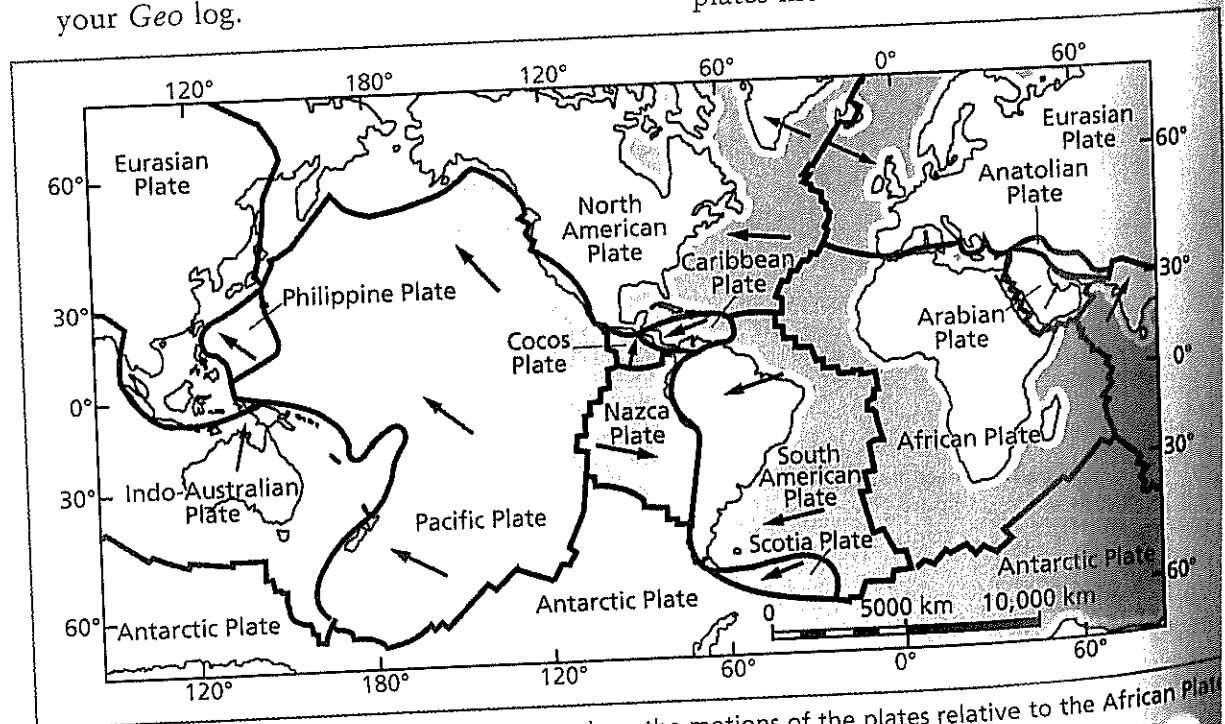 your Geo log.
plates
120°
180°
120°
60°
0°
60°
Eurasian
Plate
60°
North
American
Plate
Caribbean
Plate
Eurasian
Plate
60°
Anatolian
Plate
Philippine Plate
30°
Cocos
Plate
Arabian
Plate
30°
0°
0°
Nazca
Plate
African Plate
South
American
Plate
30°
Indo-Australian
Plate
30°
Pacific Plate
Scotia Plate
Antarctic Plate
60°
Antarctic Plate
0 5000 km 10,000 km
60°
Antarctic Plate
120°
180°
120°
60°
0°
60°
the motions of the plates relative to the African Plate